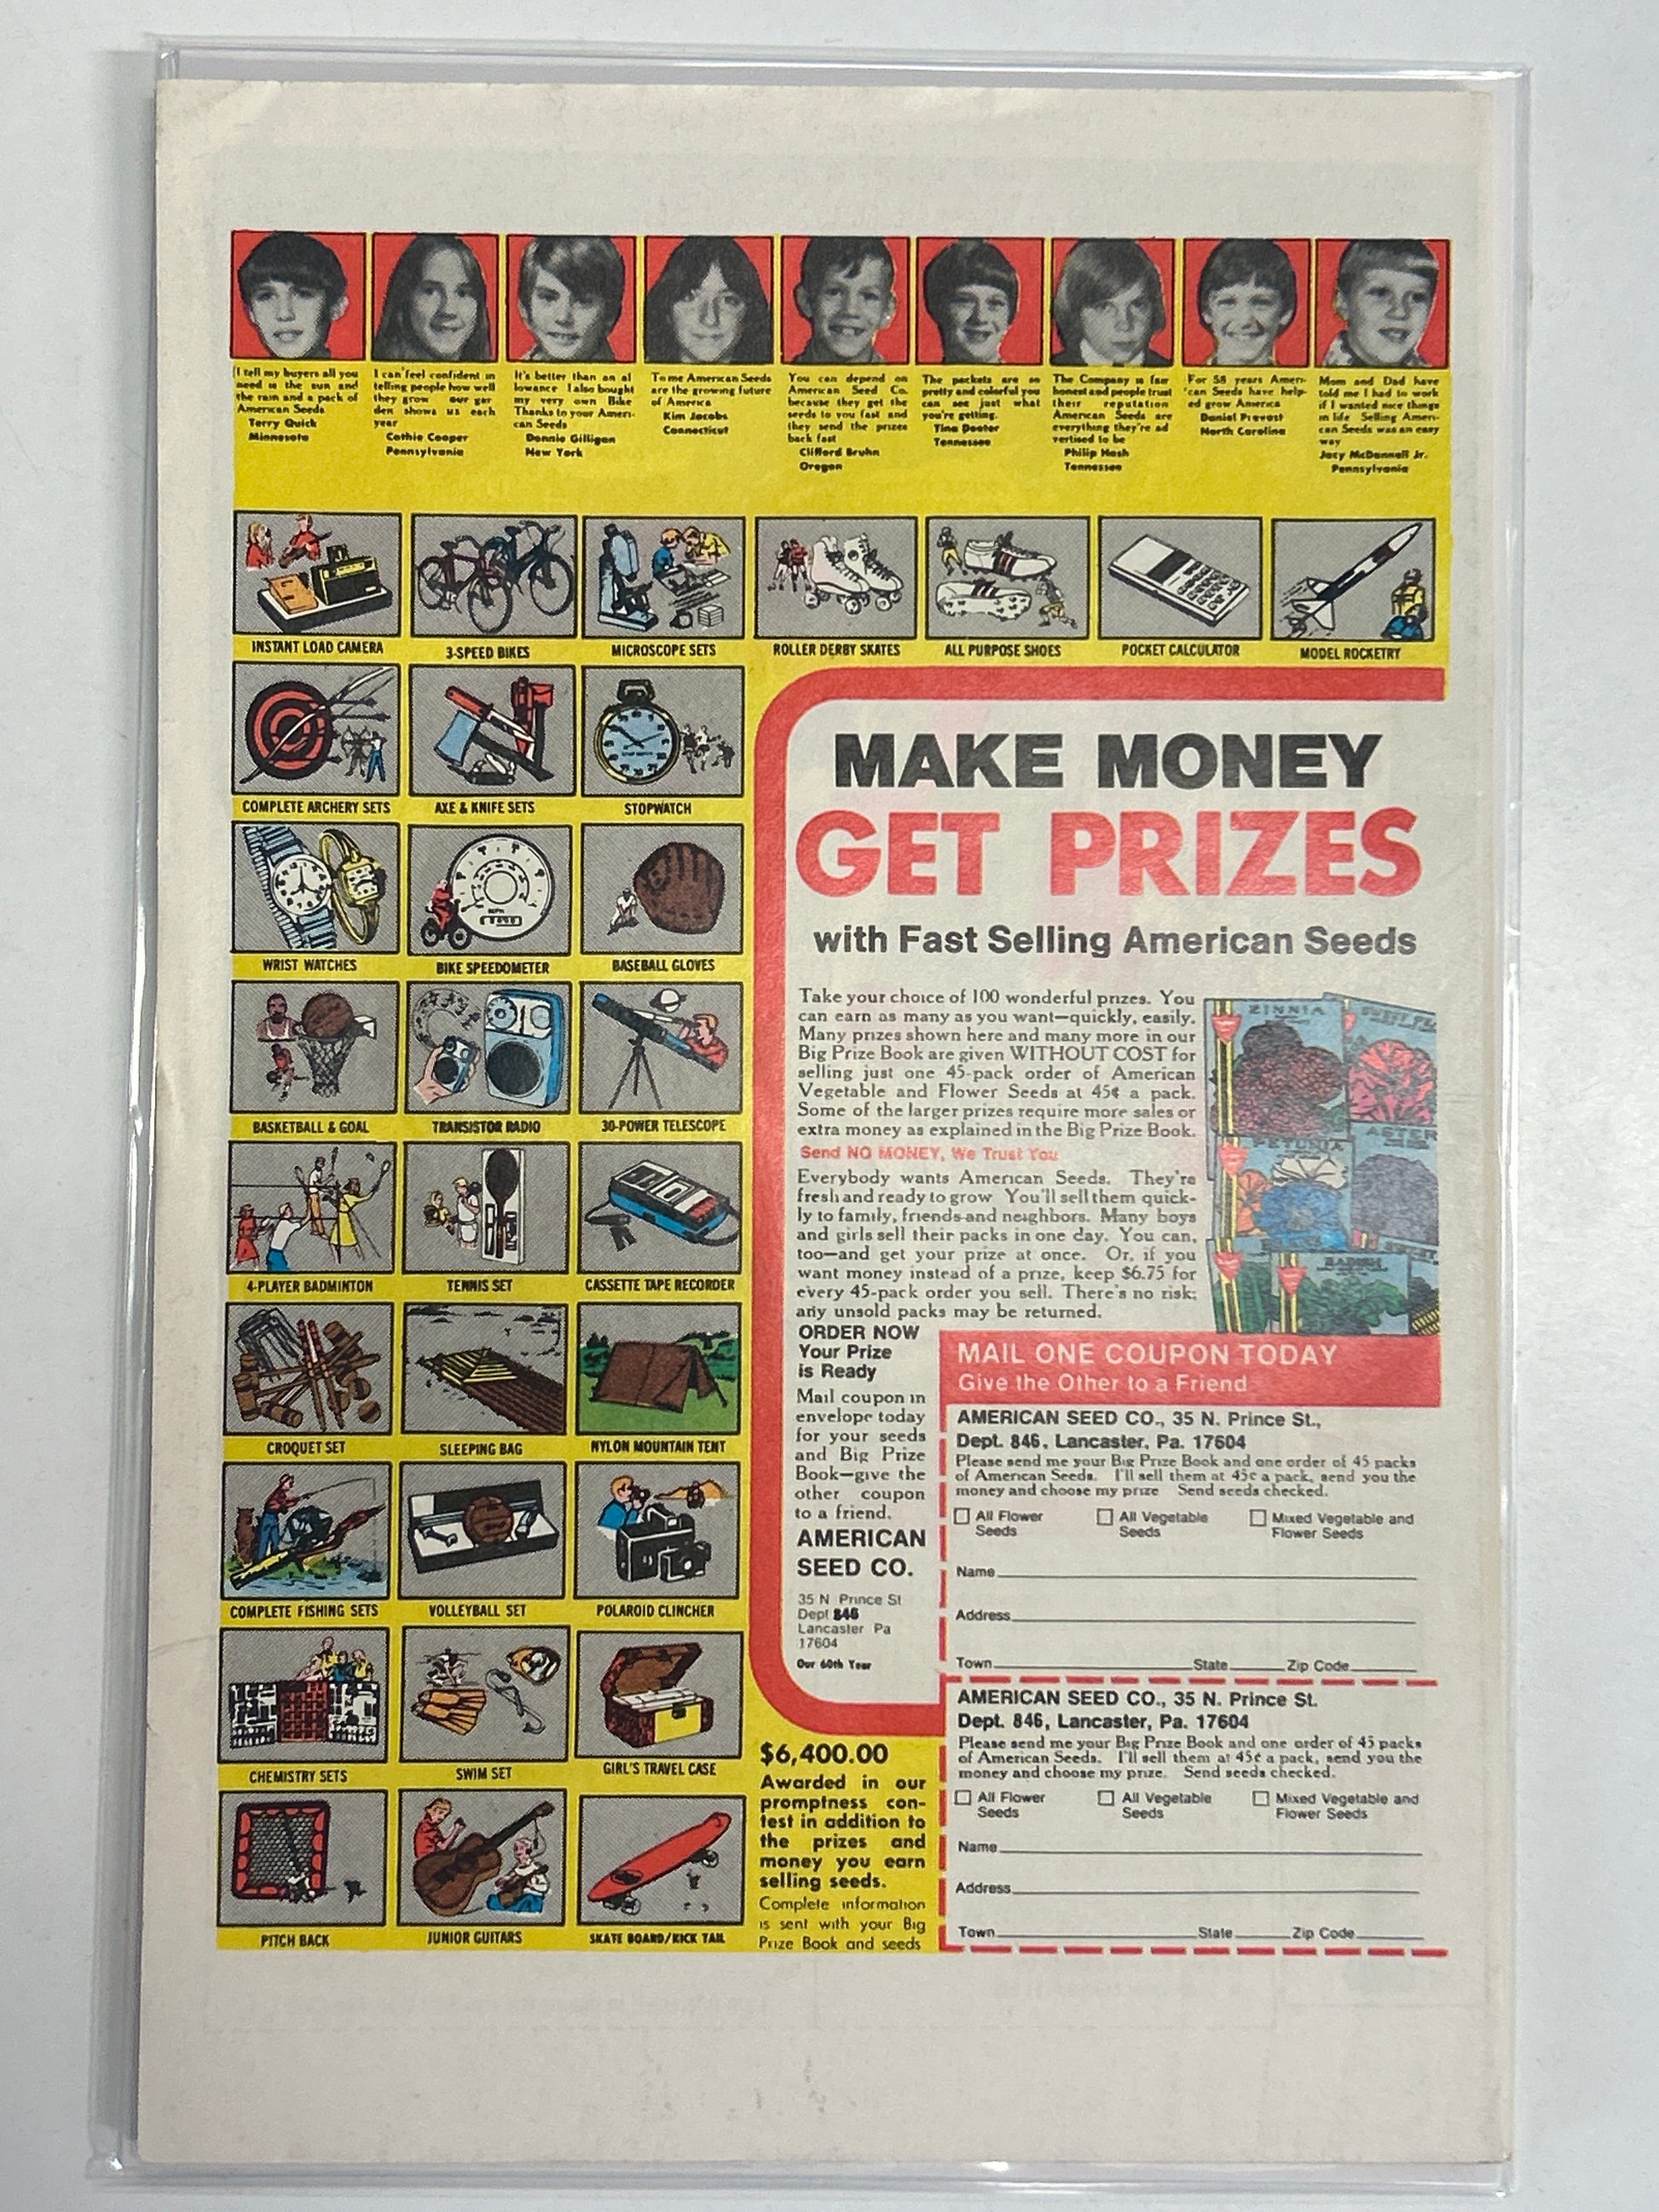 I tell my buyers all you
need is the sun and
the rain and a pack of
American Seeds
Terry Quick
Minnesota
I can feel confident in
telling people how well
they grow our gar
den shows us each
year
Cathie Cooper
Pennsylvania
It's better than an al
lowance I also bought
my very own Bike
Thanks to your Ameri-
can Seeds
Donnie Gilligan
New York
To me American Seeds
are the growing future
of America
Kim Jacobs
Connecticut
You can depend on
American Seed Co.
because they get the
seeds to you fast and
they send the prizes
back fast
Clifford Bruhn
Oregon
The packets are so
pretty and colorful you
can see just what
you're getting.
Tina Deeter
Tennessee
The Company is fair
honest and people trust
their reputation
American Seeds are
everything they're ad
vertised to be
Philip Hash
Tennessee
For 58 years Ameri-
can Seeds have help-
ed grow America
Daniel Prevost
North Carolina
Mom and Dad have
told me I had to work
if I wanted nice things
in life Selling Ameri-
can Seeds was an easy
way
Jacy McDannell Jr.
Pennsylvania
INSTANT LOAD CAMERA
3-SPEED BIKES
MICROSCOPE SETS
ROLLER DERBY SKATES
ALL PURPOSE SHOES
POCKET CALCULATOR
MODEL ROCKETRY
COMPLETE ARCHERY SETS
AXE & KNIFE SETS
STOPWATCH
WRIST WATCHES
BIKE SPEEDOMETER
BASEBALL GLOVES
BASKETBALL & GOAL
TRANSISTOR RADIO
30-POWER TELESCOPE
4-PLAYER BADMINTON
TENNIS SET
CASSETTE TAPE RECORDER
CROQUET SET
SLEEPING BAG
NYLON MOUNTAIN TENT
COMPLETE FISHING SETS
VOLLEYBALL SET
POLAROID CLINCHER
CHEMISTRY SETS
SWIM SET
GIRL'S TRAVEL CASE
PITCH BACK
JUNIOR GUITARS
SKATE BOARD/KICK TAIL
MAKE MONEY
GET PRIZES
with Fast Selling American Seeds
Take your choice of 100 wonderful prizes. You
can earn as many as you want—quickly, easily.
Many prizes shown here and many more in our
Big Prize Book are given WITHOUT COST for
selling just one 45-pack order of American
Vegetable and Flower Seeds at 45¢ a pack.
Some of the larger prizes require more sales or
extra money as explained in the Big Prize Book.
Send NO MONEY, We Trust You
Everybody wants American Seeds. They're
fresh and ready to grow You'll sell them quick-
ly to family, friends and neighbors. Many boys
and girls sell their packs in one day. You can,
too—and get your prize at once. Or, if you
want money instead of a prize, keep $6.75 for
every 45-pack order you sell. There's no risk;
any unsold packs may be returned.
ZINNIA
PETUNIA
ASTER
RADISH
ORDER NOW
Your Prize
is Ready
Mail coupon in
envelope today
for your seeds
and Big Prize
Book—give the
other coupon
to a friend.
AMERICAN
SEED CO.
35 N Prince St
Dept 846
Lancaster Pa
17604
Our 60th Year
$6,400.00
Awarded in our
promptness con-
test in addition to
the prizes and
money you earn
selling seeds.
Complete information
is sent with your Big
Prize Book and seeds
MAIL ONE COUPON TODAY
Give the Other to a Friend
AMERICAN SEED CO., 35 N. Prince St.,
Dept. 846, Lancaster, Pa. 17604
Please send me your Big Prize Book and one order of 45 packs
of American Seeds. I'll sell them at 45¢ a pack, send you the
money and choose my prize Send seeds checked.
All Flower Seeds
All Vegetable Seeds
Mixed Vegetable and Flower Seeds
Name
Address
Town State Zip Code
AMERICAN SEED CO., 35 N. Prince St.
Dept. 846, Lancaster, Pa. 17604
Please send me your Big Prize Book and one order of 45 packs
of American Seeds. I'll sell them at 45¢ a pack, send you the
money and choose my prize. Send seeds checked.
All Flower Seeds
All Vegetable Seeds
Mixed Vegetable and Flower Seeds
Name
Address
Town State Zip Code